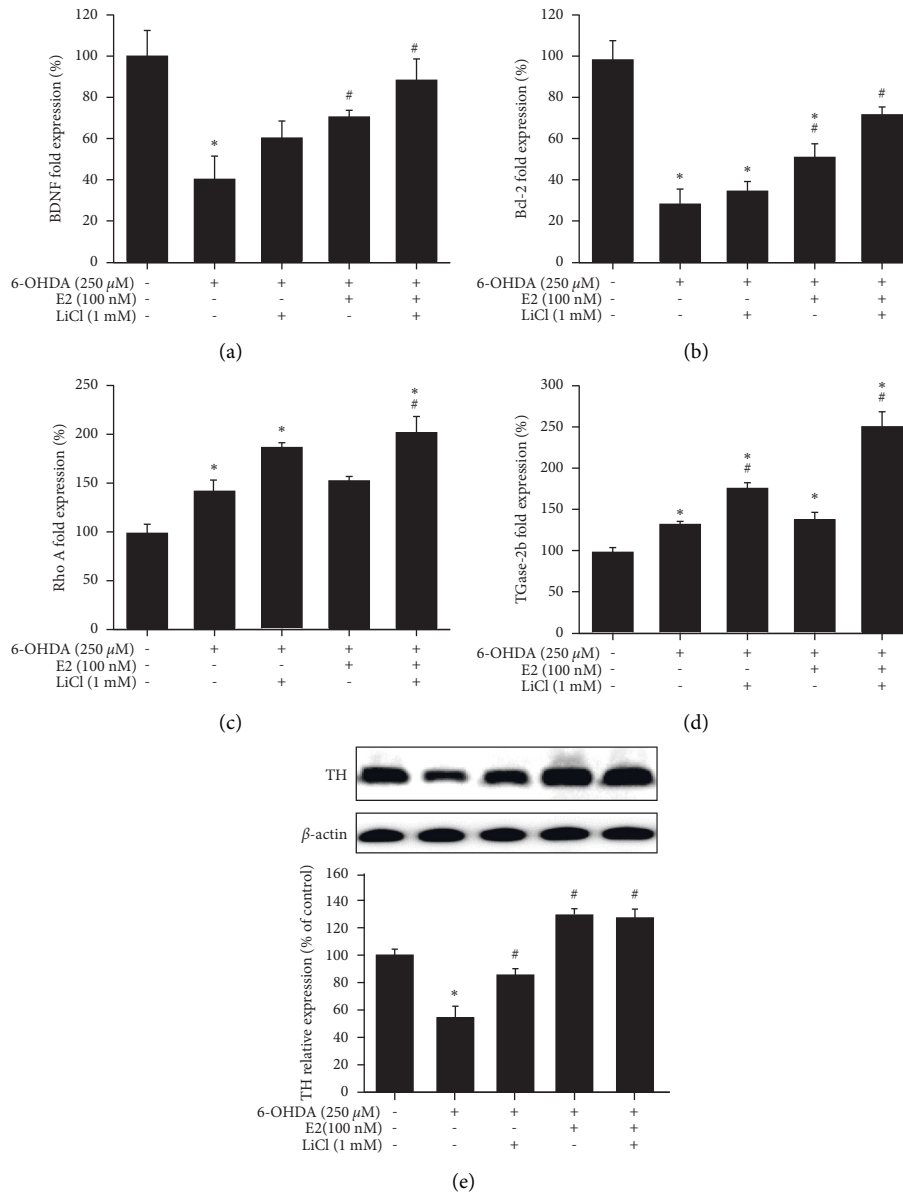 BDNF fold expression (%)
120
100
80
60
40
20
0
*
#
#
6-OHDA (250 μM) - + + + +
E2 (100 nM) - - - + +
LiCl (1 mM) - - + - +
(a)
Bcl-2 fold expression (%)
120
100
80
60
40
20
0
*
*
*
#
#
6-OHDA (250 μM) - + + + +
E2 (100 nM) - - - + +
LiCl (1 mM) - - + - +
(b)
Rho A fold expression (%)
250
200
150
100
50
0
*
*
*
#
6-OHDA (250 μM) - + + + +
E2 (100 nM) - - - + +
LiCl (1 mM) - - + - +
(c)
TGase-2b fold expression (%)
300
250
200
150
100
50
0
*
*
#
*
*
#
6-OHDA (250 μM) - + + + +
E2 (100 nM) - - - + +
LiCl (1 mM) - - + - +
(d)
TH
β-actin
TH relative expression (% of control)
160
140
120
100
80
60
40
20
0
*
#
#
#
6-OHDA (250 μM) - + + + +
E2(100 nM) - - - + +
LiCl (1 mM) - - + - +
(e)